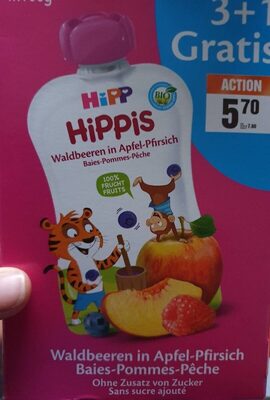 3+1
Gratis
ACTION
5.70
HiPP
BIO
HiPPiS
Waldbeeren in Apfel-Pfirsich
Baies-Pommes-Pêche
100%
FRUCHT
FRUITS
Waldbeeren in Apfel-Pfirsich
Baies-Pommes-Pêche
Ohne Zusatz von Zucker
Sans sucre ajouté